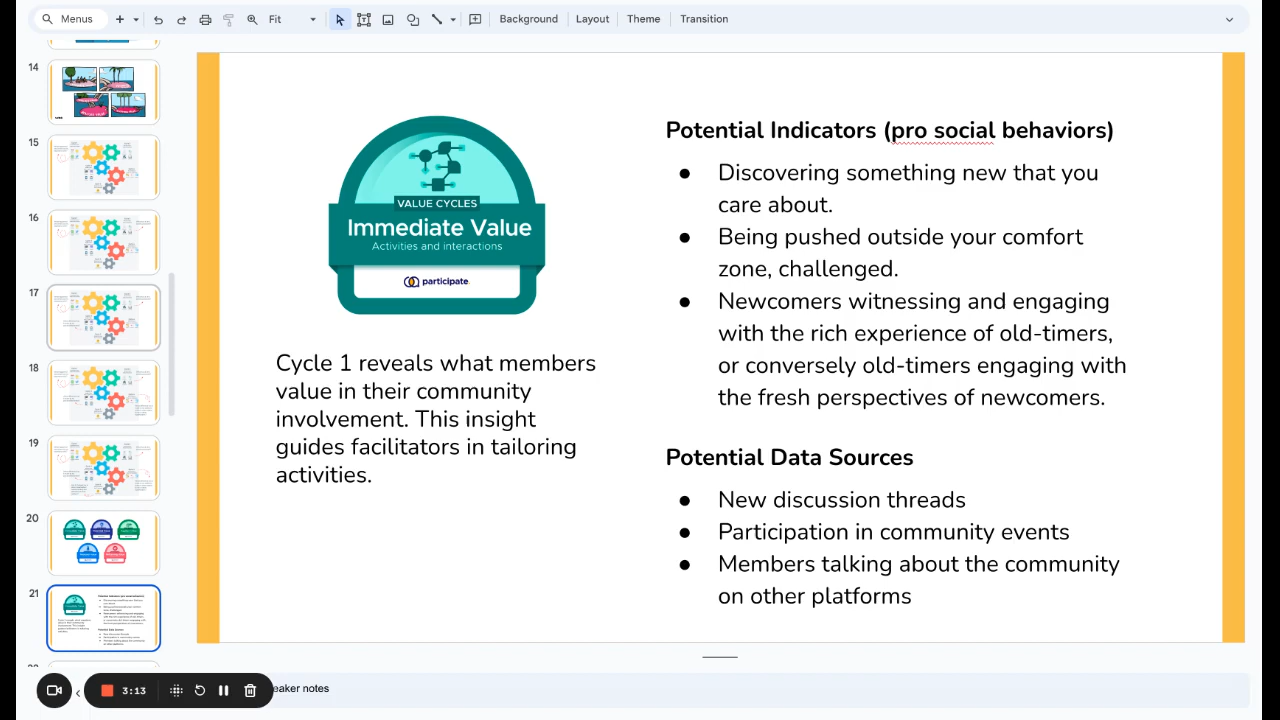 Menus
Fit
Background
Layout
Theme
Transition
14
15
16
17
18
19
20
21
VALUE CYCLES
Immediate Value
Activities and interactions
participate
Cycle 1 reveals what members
value in their community
involvement. This insight
guides facilitators in tailoring
activities.
Potential Indicators (pro social behaviors)
● Discovering something new that you
care about.
● Being pushed outside your comfort
zone, challenged.
● Newcomers witnessing and engaging
with the rich experience of old-timers,
or conversely old-timers engaging with
the fresh perspectives of newcomers.
Potential Data Sources
● New discussion threads
● Participation in community events
● Members talking about the community
on other platforms
3:13
eaker notes